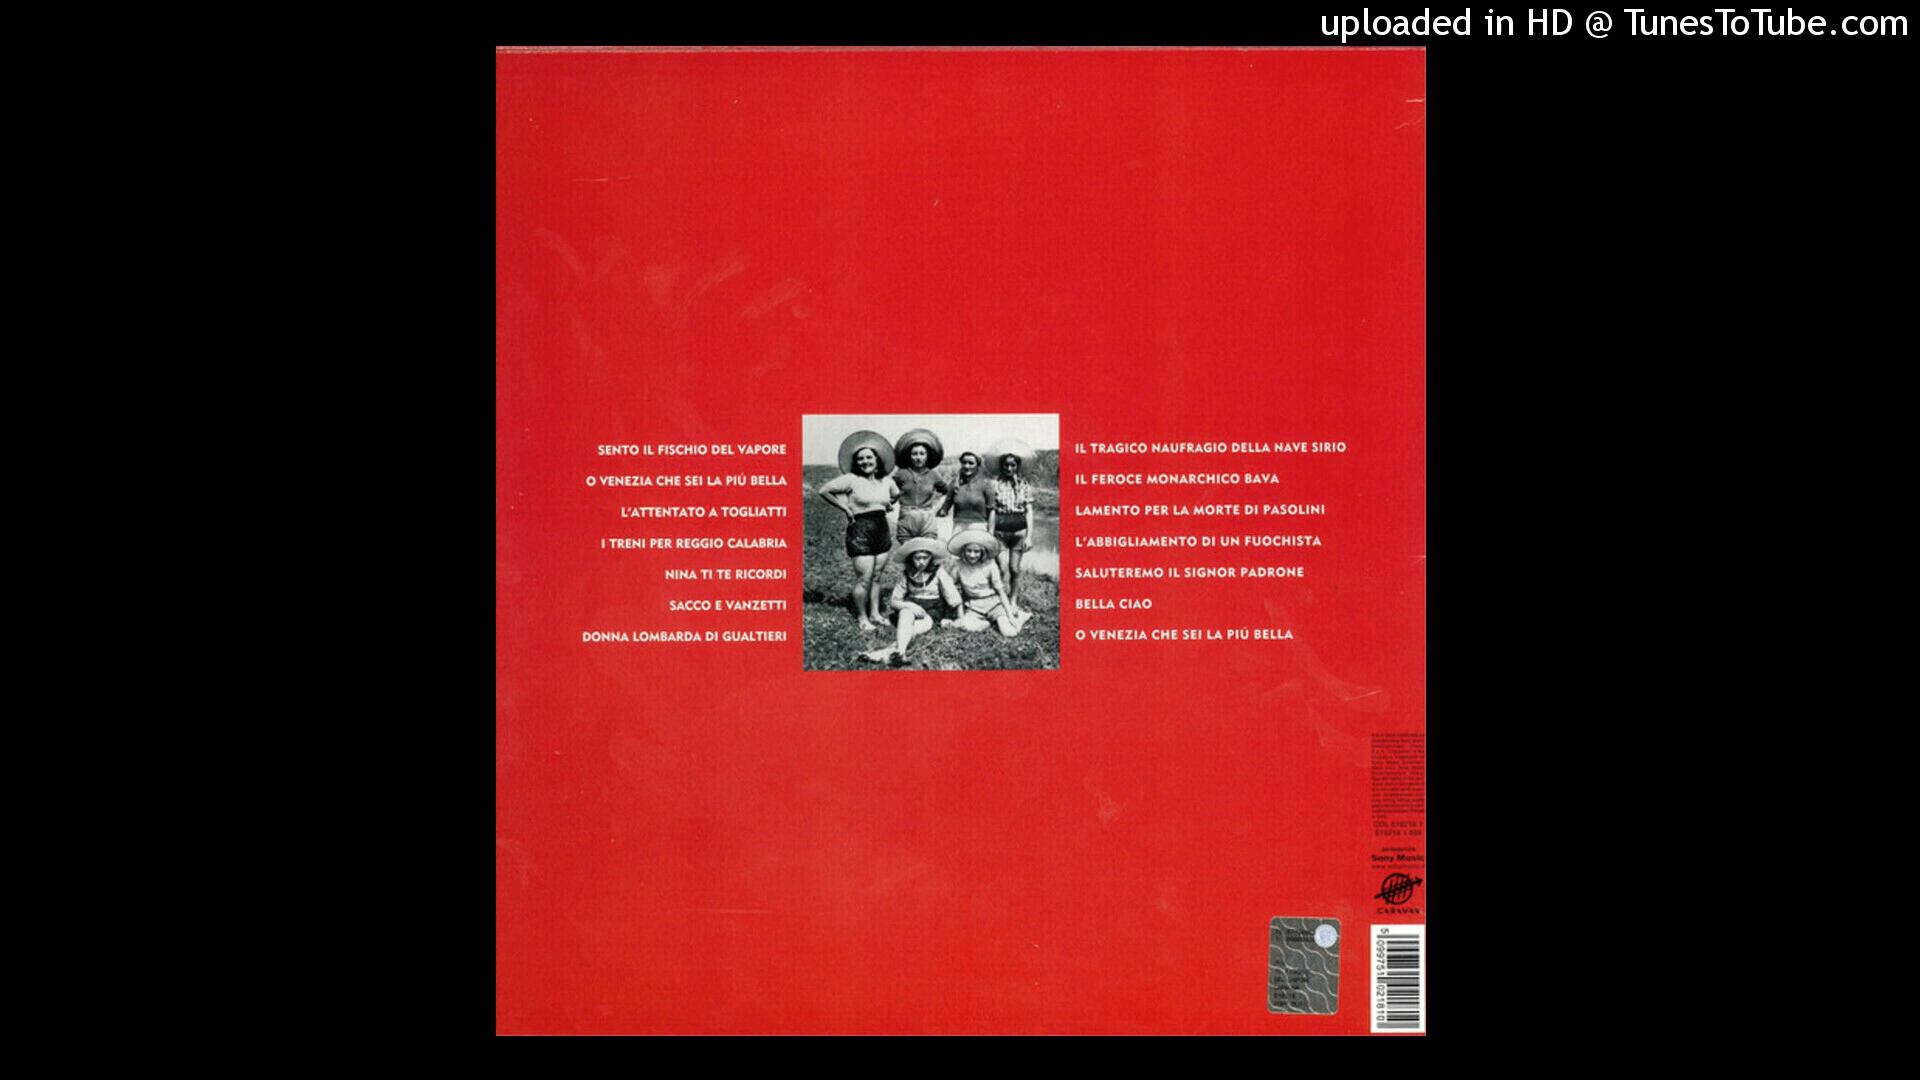 uploaded in HD @ TunesToTube.com
SENTO IL FISCHIO DEL VAPORE
O VENEZIA CHE SEI LA PIÚ BELLA
L'ATTENTATO A TOGLIATTI
I TRENI PER REGGIO CALABRIA
NINA TI TE RICORDI
SACCO E VANZETTI
DONNA LOMBARDA DI GUALTIERI
IL TRAGICO NAUFRAGIO DELLA NAVE SIRIO
IL FEROCE MONARCHICO BAVA
LAMENTO PER LA MORTE DI PASOLINI
L'ABBIGLIAMENTO DI UN FUOCHISTA
SALUTEREMO IL SIGNOR PADRONE
BELLA CIAO
O VENEZIA CHE SEI LA PIÚ BELLA
Sony Music
CARAVAN
5 099751 021810